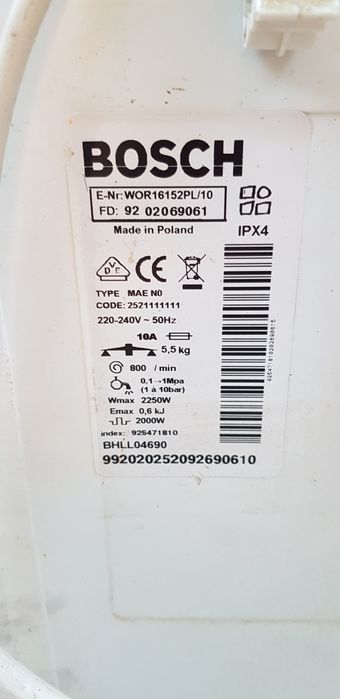 BOSCH
E-Nr: WOR16152PL/10
FD: 92 02069061
Made in Poland
IPX4
VDE CE
TYPE MAE N0
CODE: 2521111111
220-240V ~ 50Hz
10A
5,5 kg
800 / min
0,1→1Mpa
(1 à 10bar)
Wmax 2250W
Emax 0,6 kJ
2000W
index: 925471810
BHLL04690
992020252092690610